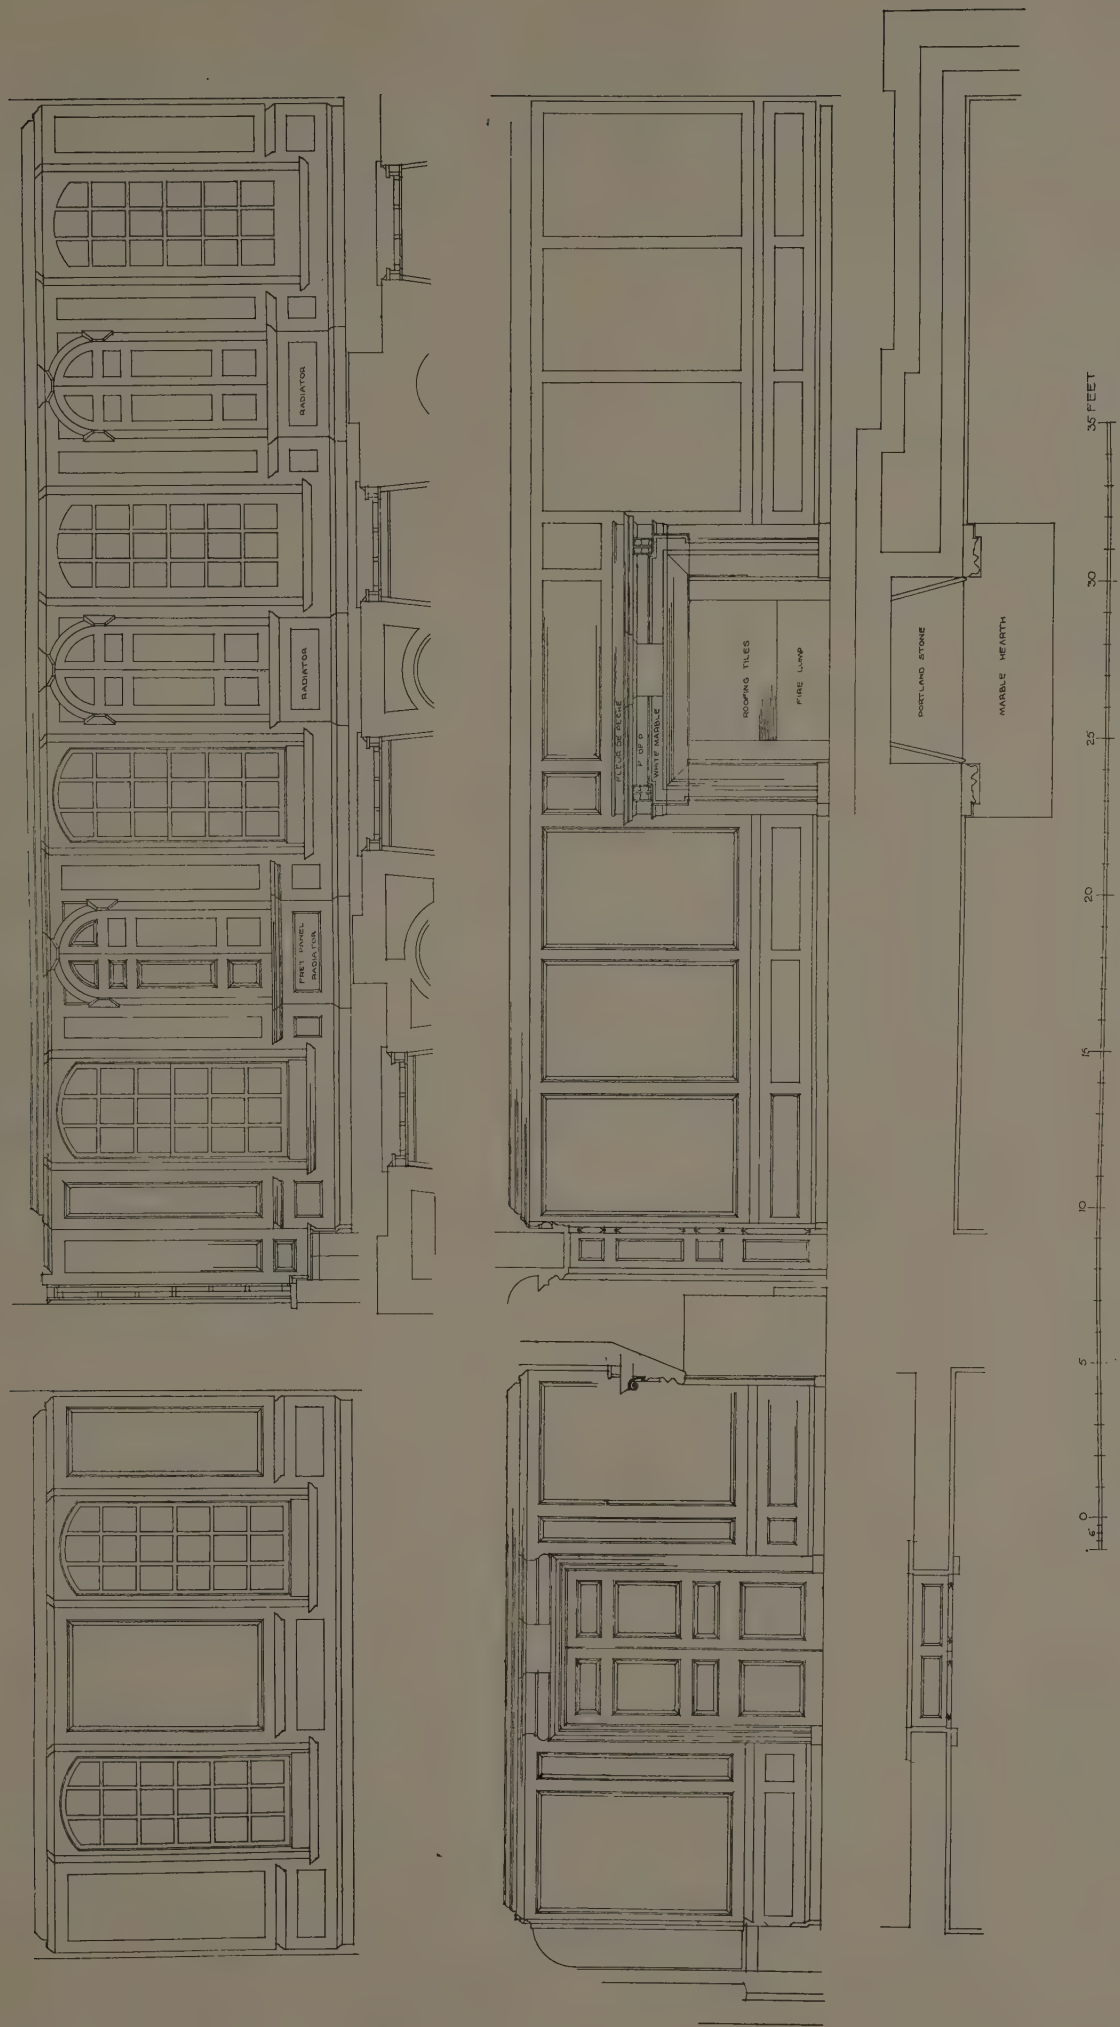 FRET PANEL
RADIATOR
RADIATOR
RADIATOR
FLEUR DE PECHE
F OF P
WHITE MARBLE
ROOFING TILES
FIRE LUMP
PORTLAND STONE
MARBLE HEARTH
6"
0
5
10
15
20
25
30
35 FEET